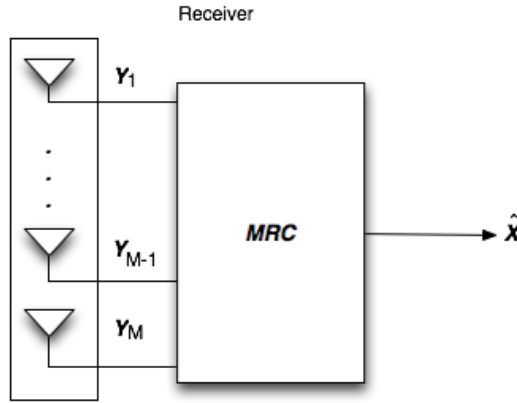 Receiver
Y1
YM-1
MRC
X̂
YM